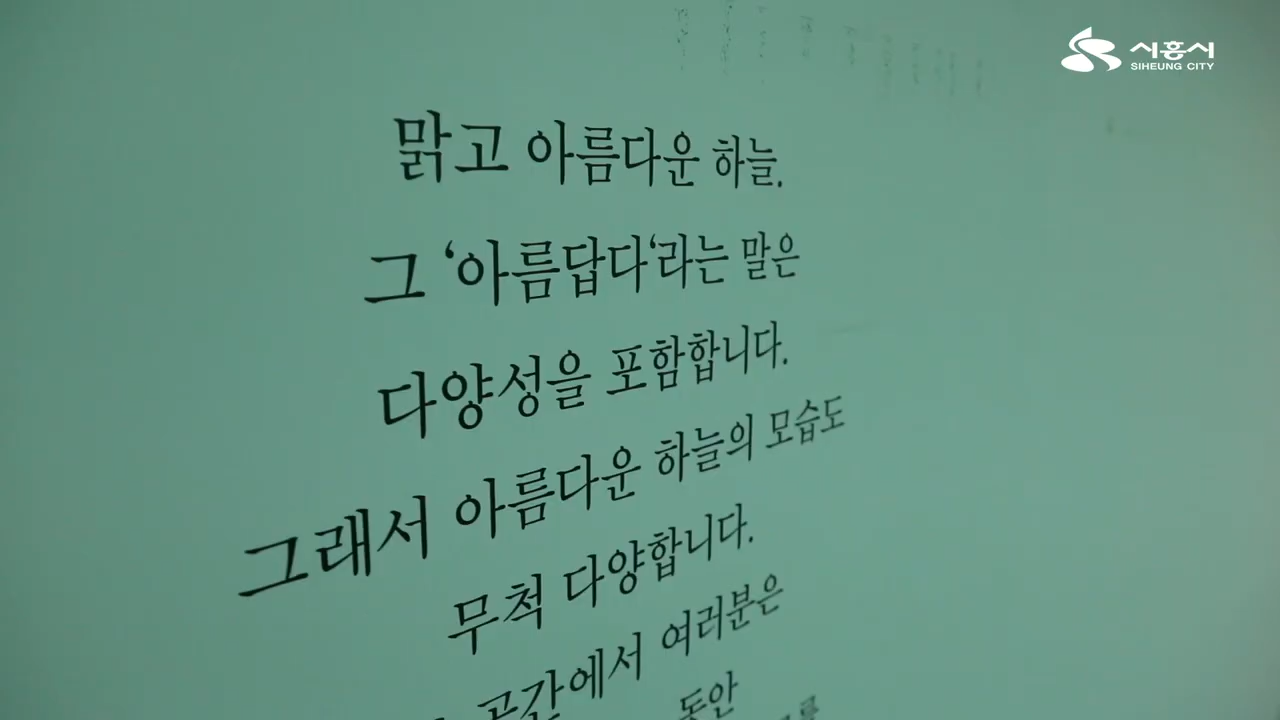 시흥시
SIHEUNG CITY
맑고 아름다운 하늘.
그 ‘아름답다‘라는 말은
다양성을 포함합니다.
그래서 아름다운 하늘의 모습도
무척 다양합니다.
공간에서 여러분은
동안